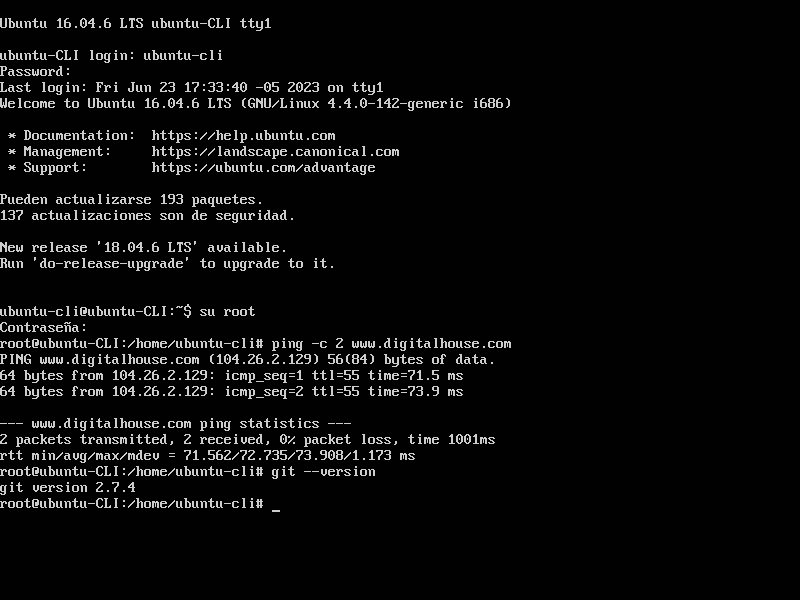 Ubuntu 16.04.6 LTS ubuntu-CLI tty1
ubuntu-CLI login: ubuntu-cli
Password:
Last login: Fri Jun 23 17:33:40 -05 2023 on tty1
Welcome to Ubuntu 16.04.6 LTS (GNU/Linux 4.4.0-142-generic i686)
* Documentation:  https://help.ubuntu.com
* Management:     https://landscape.canonical.com
* Support:        https://ubuntu.com/advantage
Pueden actualizarse 193 paquetes.
137 actualizaciones son de seguridad.
New release '18.04.6 LTS' available.
Run 'do-release-upgrade' to upgrade to it.
ubuntu-cli@ubuntu-CLI:~$ su root
Contraseña:
root@ubuntu-CLI:/home/ubuntu-cli# ping -c 2 www.digitalhouse.com
PING www.digitalhouse.com (104.26.2.129) 56(84) bytes of data.
64 bytes from 104.26.2.129: icmp_seq=1 ttl=55 time=71.5 ms
64 bytes from 104.26.2.129: icmp_seq=2 ttl=55 time=73.9 ms
--- www.digitalhouse.com ping statistics ---
2 packets transmitted, 2 received, 0% packet loss, time 1001ms
rtt min/avg/max/mdev = 71.562/72.735/73.908/1.173 ms
root@ubuntu-CLI:/home/ubuntu-cli# git --version
git version 2.7.4
root@ubuntu-CLI:/home/ubuntu-cli# _